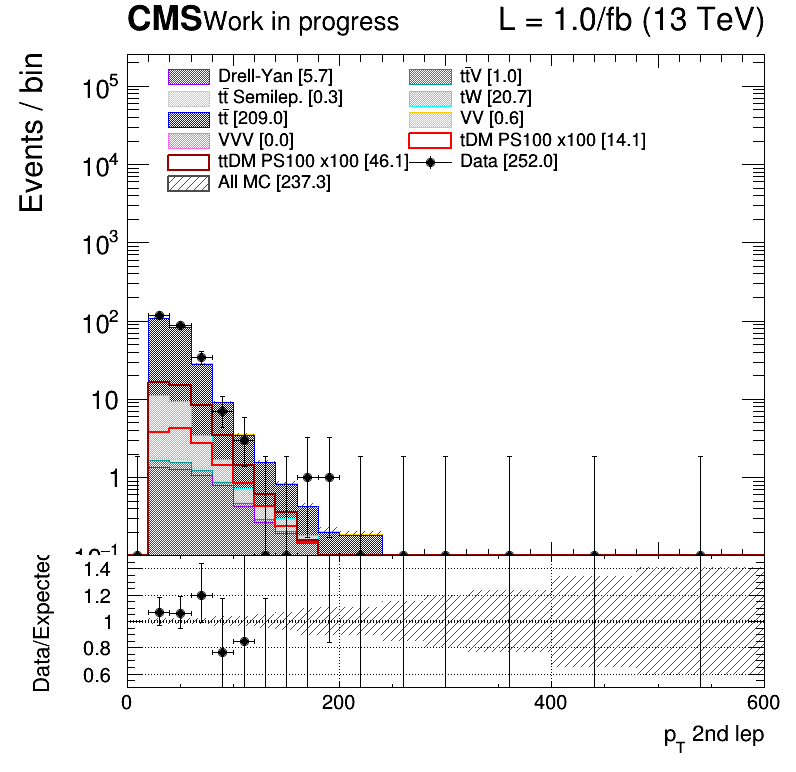 CMS Work in progress L = 1.0/fb (13 TeV)
Events / bin
Drell-Yan [5.7] tt̄V [1.0]
tt̄ Semilep. [0.3] tW [20.7]
tt̄ [209.0] VV [0.6]
VVV [0.0] tDM PS100 x100 [14.1]
ttDM PS100 x100 [46.1] Data [252.0]
All MC [237.3]
10⁵
10⁴
10³
10²
10
1
10⁻¹
Data/Expected
1.4
1.2
1
0.8
0.6
0 200 400 600
p_T 2nd lep